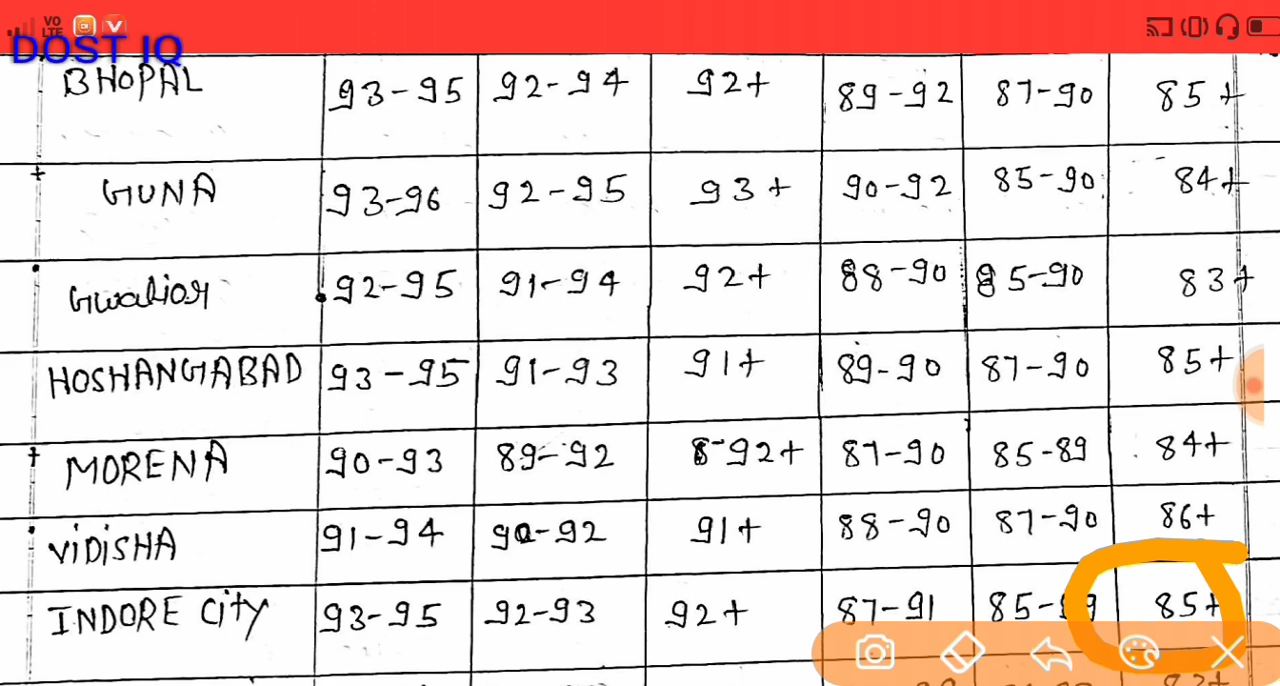 VO
LTE
DOST IQ
BHOPAL 93-95 92-94 92+ 89-92 87-90 85+
GUNA 93-96 92-95 93+ 90-92 85-90 84+
Gwalior 92-95 91-94 92+ 88-90 85-90 83+
HOSHANGABAD 93-95 91-93 91+ 89-90 87-90 85+
MORENA 90-93 89-92 92+ 87-90 85-89 84+
ViDiSHA 91-94 90-92 91+ 88-90 87-90 86+
INDORE City 93-95 92-93 92+ 87-91 85-89 85+